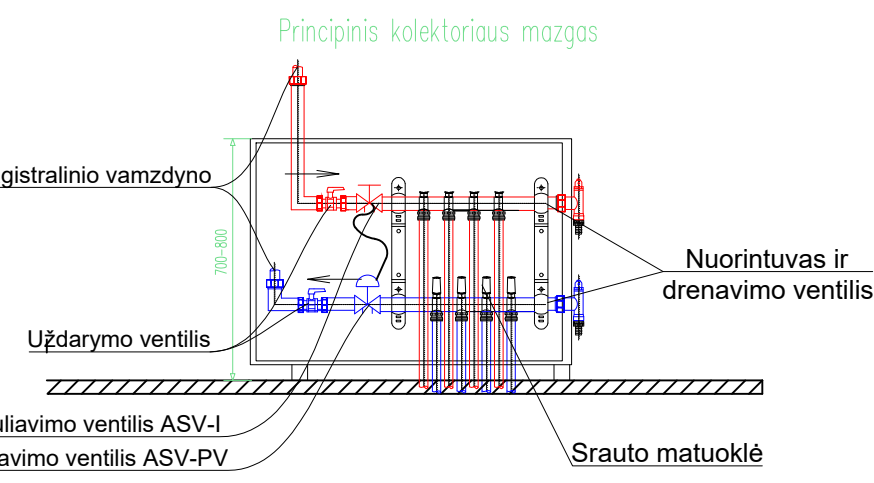 Principinis kolektoriaus mazgas
gistralinio vamzdyno
700-800
Nuorintuvas ir
drenavimo ventilis
Uždarymo ventilis
uliavimo ventilis ASV-I
avimo ventilis ASV-PV
Srauto matuoklė